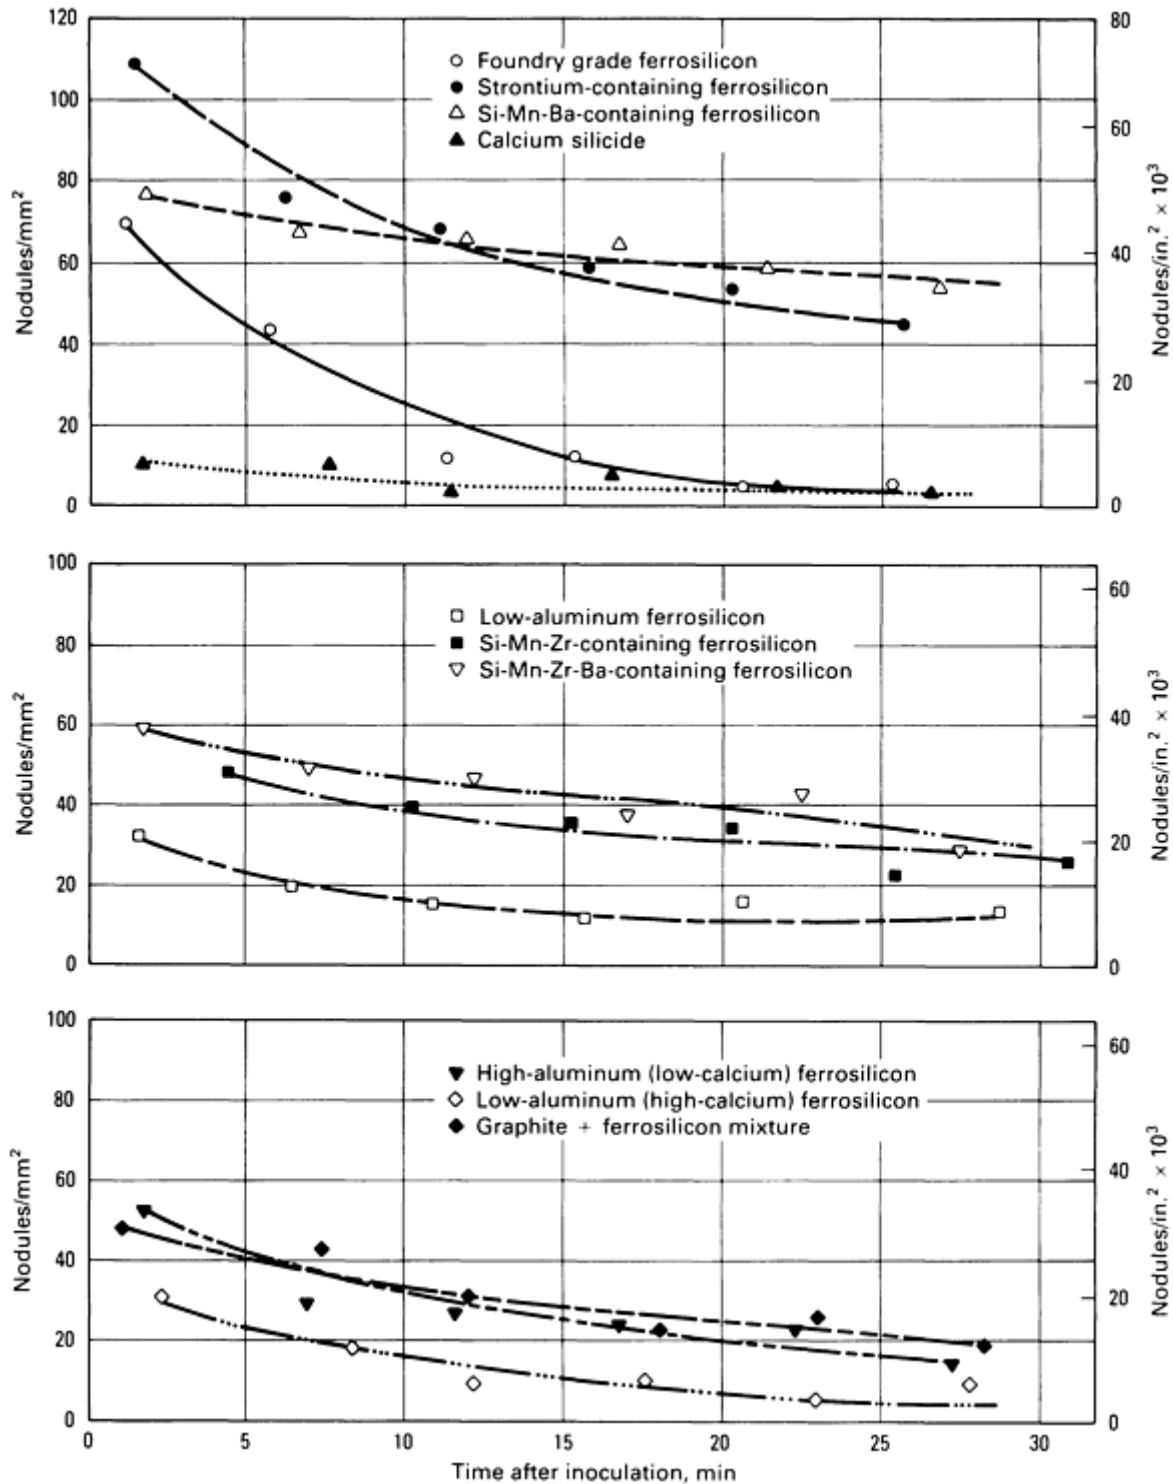 120
100
80
60
40
20
0
Nodules/mm²
80
60
40
20
0
Nodules/in.² × 10³
Foundry grade ferrosilicon
Strontium-containing ferrosilicon
Si-Mn-Ba-containing ferrosilicon
Calcium silicide
100
80
60
40
20
0
Nodules/mm²
60
40
20
0
Nodules/in.² × 10³
Low-aluminum ferrosilicon
Si-Mn-Zr-containing ferrosilicon
Si-Mn-Zr-Ba-containing ferrosilicon
100
80
60
40
20
0
Nodules/mm²
60
40
20
0
Nodules/in.² × 10³
High-aluminum (low-calcium) ferrosilicon
Low-aluminum (high-calcium) ferrosilicon
Graphite + ferrosilicon mixture
0 5 10 15 20 25 30
Time after inoculation, min